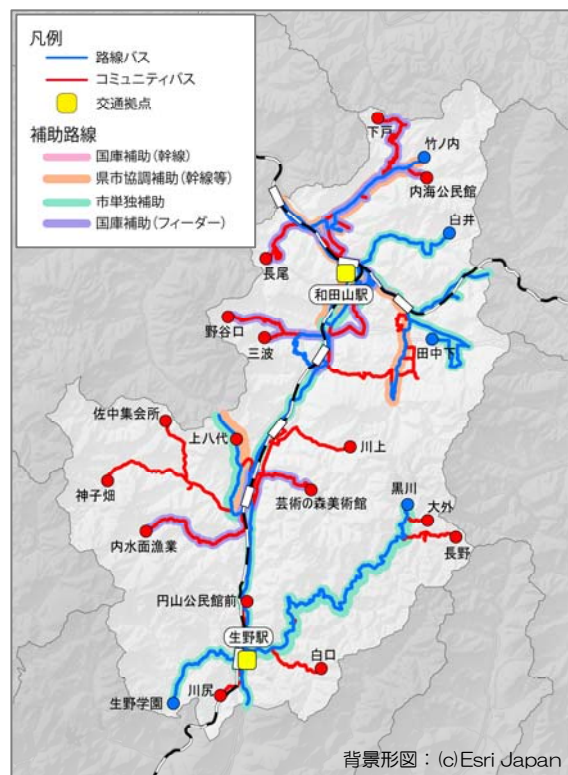 凡例
路線バス
コミュニティバス
交通拠点
補助路線
国庫補助(幹線)
県市協調補助(幹線等)
市単独補助
国庫補助(フィーダー)
下戸
竹ノ内
内海公民館
臼井
長尾
和田山駅
野谷口
三波
田中下
佐中集会所
上八代
川上
神子畑
芸術の森美術館
黒川
大外
内水面漁業
長野
円山公民館前
生野駅
白口
川尻
生野学園
背景形図：(c)Esri Japan